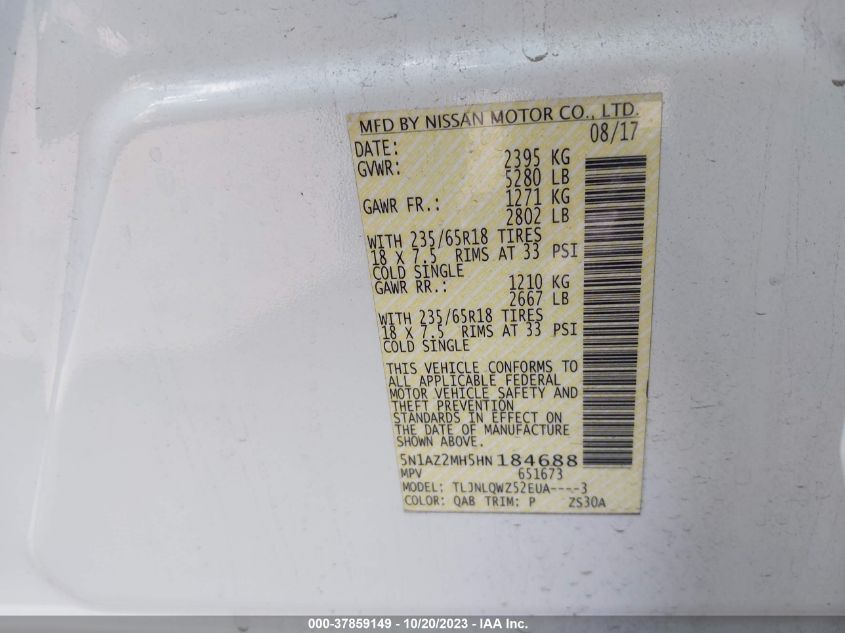 MFD BY NISSAN MOTOR CO., LTD.
DATE: 08/17
GVWR: 2395 KG
5280 LB
GAWR FR.: 1271 KG
2802 LB
WITH 235/65R18 TIRES
18 X 7.5 RIMS AT 33 PSI
COLD SINGLE
GAWR RR.: 1210 KG
2667 LB
WITH 235/65R18 TIRES
18 X 7.5 RIMS AT 33 PSI
COLD SINGLE
THIS VEHICLE CONFORMS TO
ALL APPLICABLE FEDERAL
MOTOR VEHICLE SAFETY AND
THEFT PREVENTION
STANDARDS IN EFFECT ON
THE DATE OF MANUFACTURE
SHOWN ABOVE.
5N1AZ2MH5HN184688
MPV 651673
MODEL: TLJNLQWZ52EUA----3
COLOR: QAB TRIM: P ZS30A
000-37859149 - 10/20/2023 - IAA Inc.